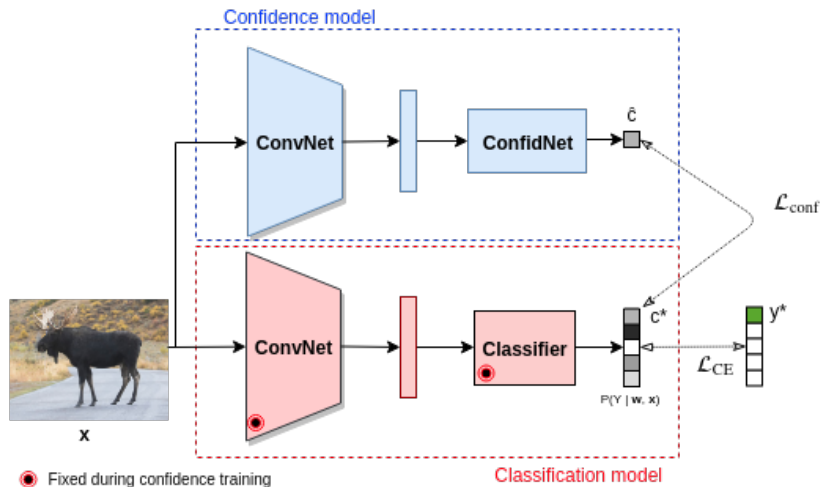 Confidence model
ConvNet
ConfidNet
ĉ
ℒconf
ConvNet
Classifier
c*
y*
ℒCE
P(Y | w, x)
x
Fixed during confidence training
Classification model